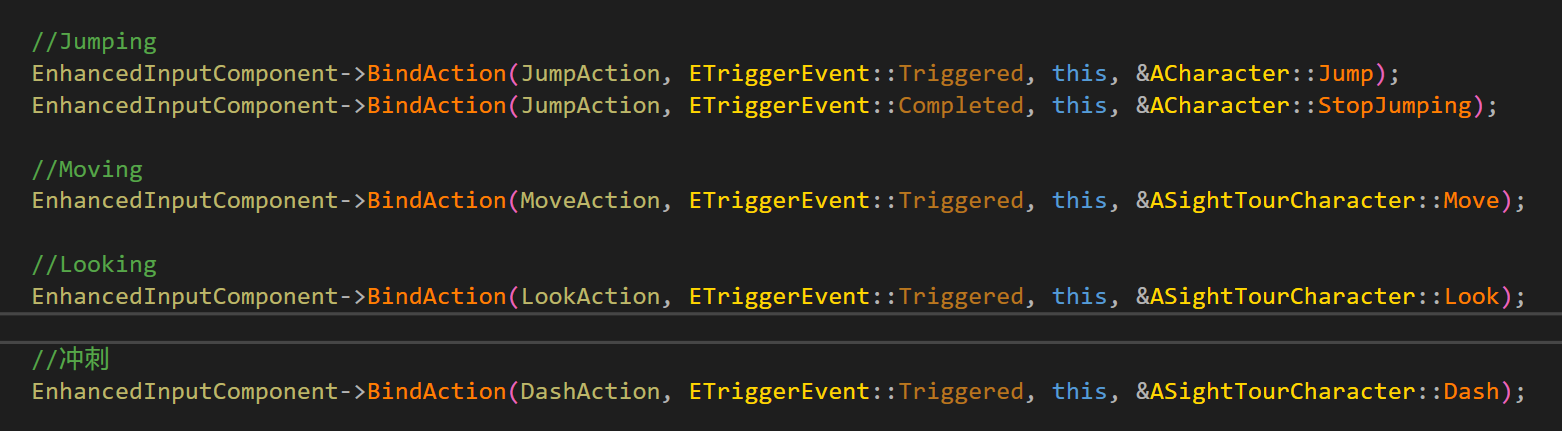 //Jumping
EnhancedInputComponent->BindAction(JumpAction, ETriggerEvent::Triggered, this, &ACharacter::Jump);
EnhancedInputComponent->BindAction(JumpAction, ETriggerEvent::Completed, this, &ACharacter::StopJumping);
//Moving
EnhancedInputComponent->BindAction(MoveAction, ETriggerEvent::Triggered, this, &ASightTourCharacter::Move);
//Looking
EnhancedInputComponent->BindAction(LookAction, ETriggerEvent::Triggered, this, &ASightTourCharacter::Look);
//冲刺
EnhancedInputComponent->BindAction(DashAction, ETriggerEvent::Triggered, this, &ASightTourCharacter::Dash);